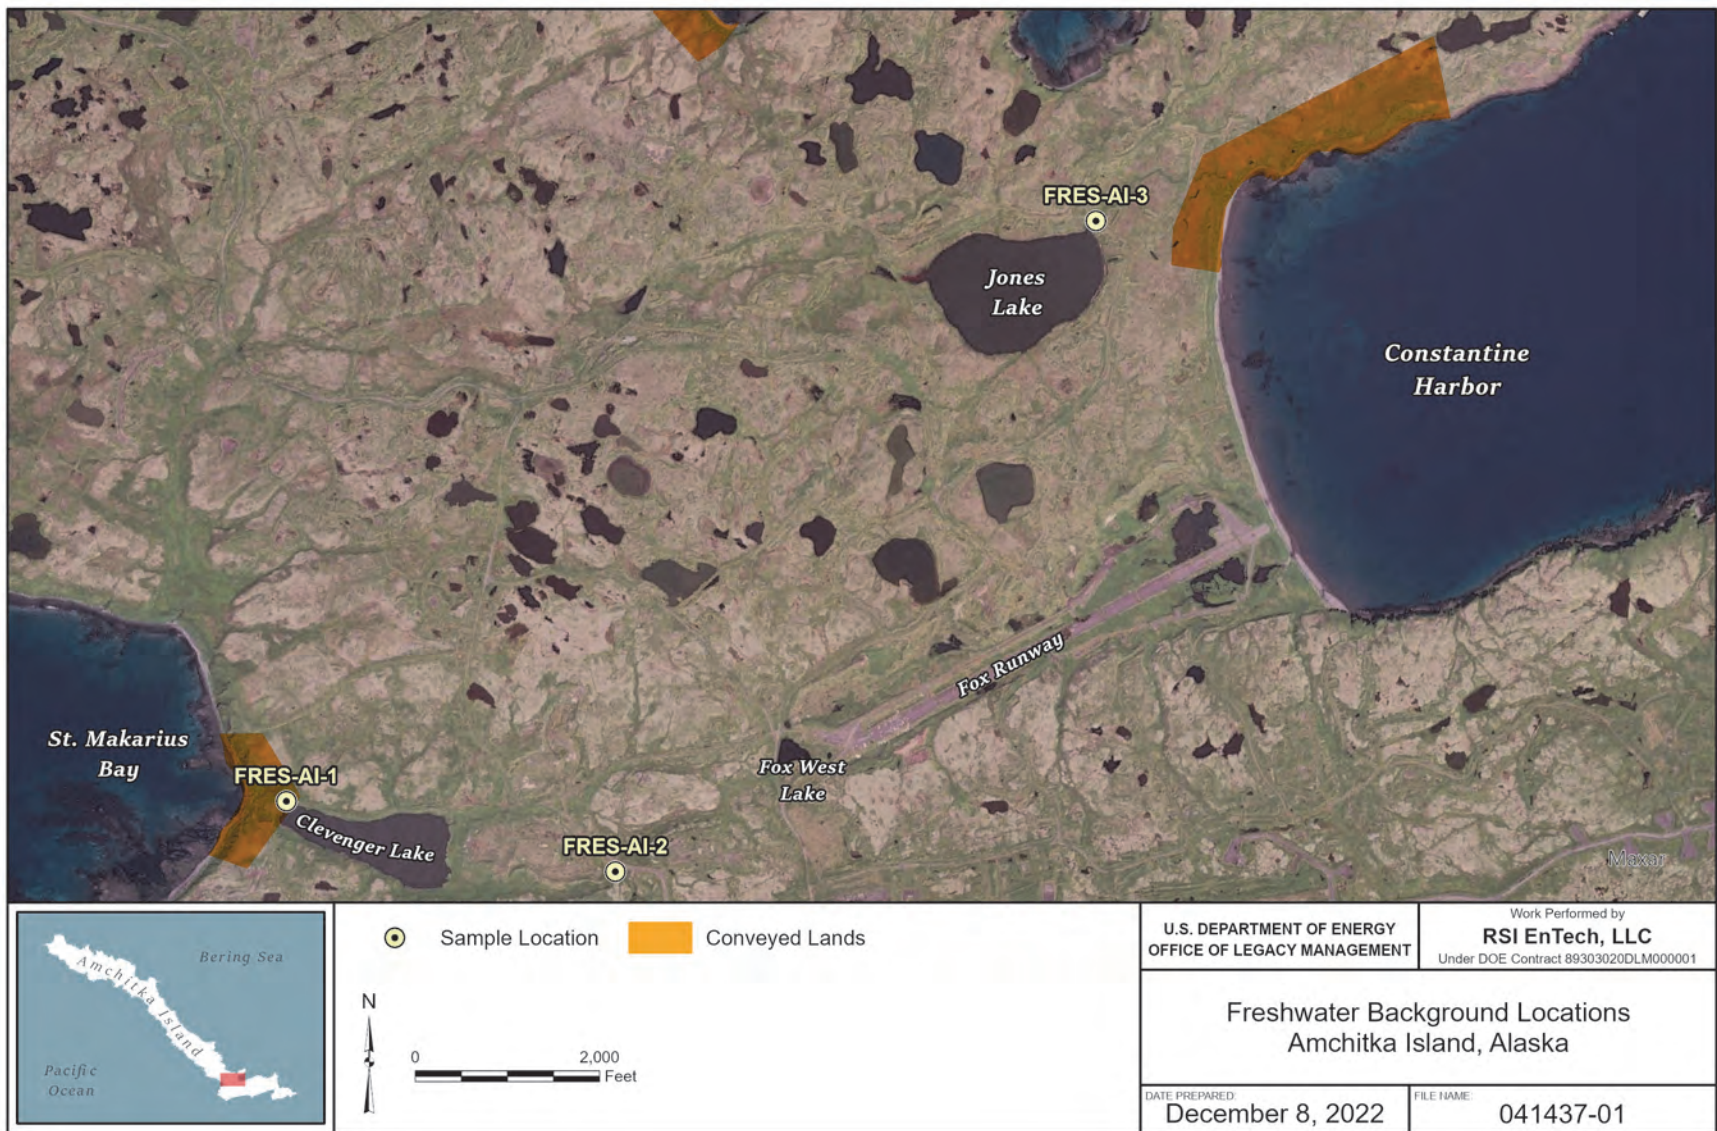 FRES-AI-3
Jones
Lake
Constantine
Harbor
Fox Runway
St. Makarius
Bay
Fox West
Lake
FRES-AI-1
Clevenger Lake
FRES-AI-2
Maxar
Amchitka Island
Bering Sea
Pacific
Ocean
Sample Location
Conveyed Lands
N
0
2,000
Feet
U.S. DEPARTMENT OF ENERGY
OFFICE OF LEGACY MANAGEMENT
Work Performed by
RSI EnTech, LLC
Under DOE Contract 89303020DLM000001
Freshwater Background Locations
Amchitka Island, Alaska
DATE PREPARED:
December 8, 2022
FILE NAME:
041437-01